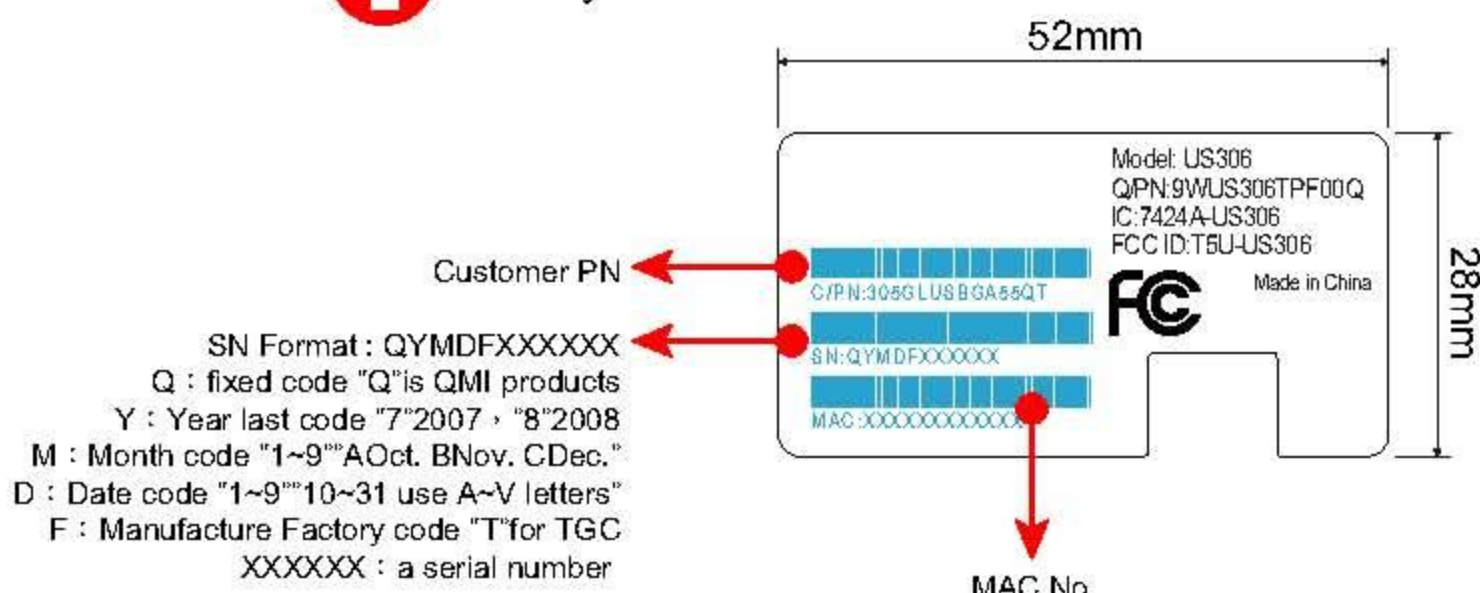 52mm
Model: US306
Q/PN:9WUS306TPF00Q
IC:7424A-US306
FCC ID:T5U-US306
FC
Made in China
28mm
Customer PN
C/PN:305GLUSBGA55QT
SN Format : QYMDFXXXXXX
SN:QYMDFXXXXXX
Q : fixed code "Q"is QMI products
Y : Year last code "7"2007，"8"2008
M : Month code "1~9""AOct. BNov. CDec."
D : Date code "1~9""10~31 use A~V letters"
F : Manufacture Factory code "T"for TGC
XXXXXX : a serial number
MAC No